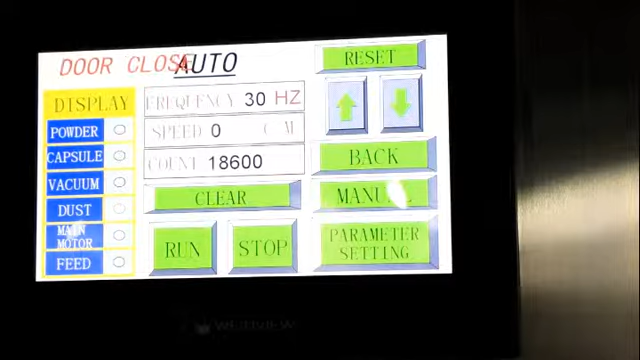 DOOR CLOSE AUTO
RESET
DISPLAY
FREQUENCY 30 HZ
POWDER
SPEED 0 C M
CAPSULE
COUNT 18600
BACK
VACUUM
CLEAR
MANUAL
DUST
MAIN MOTOR
RUN
STOP
PARAMETER
SETTING
FEED